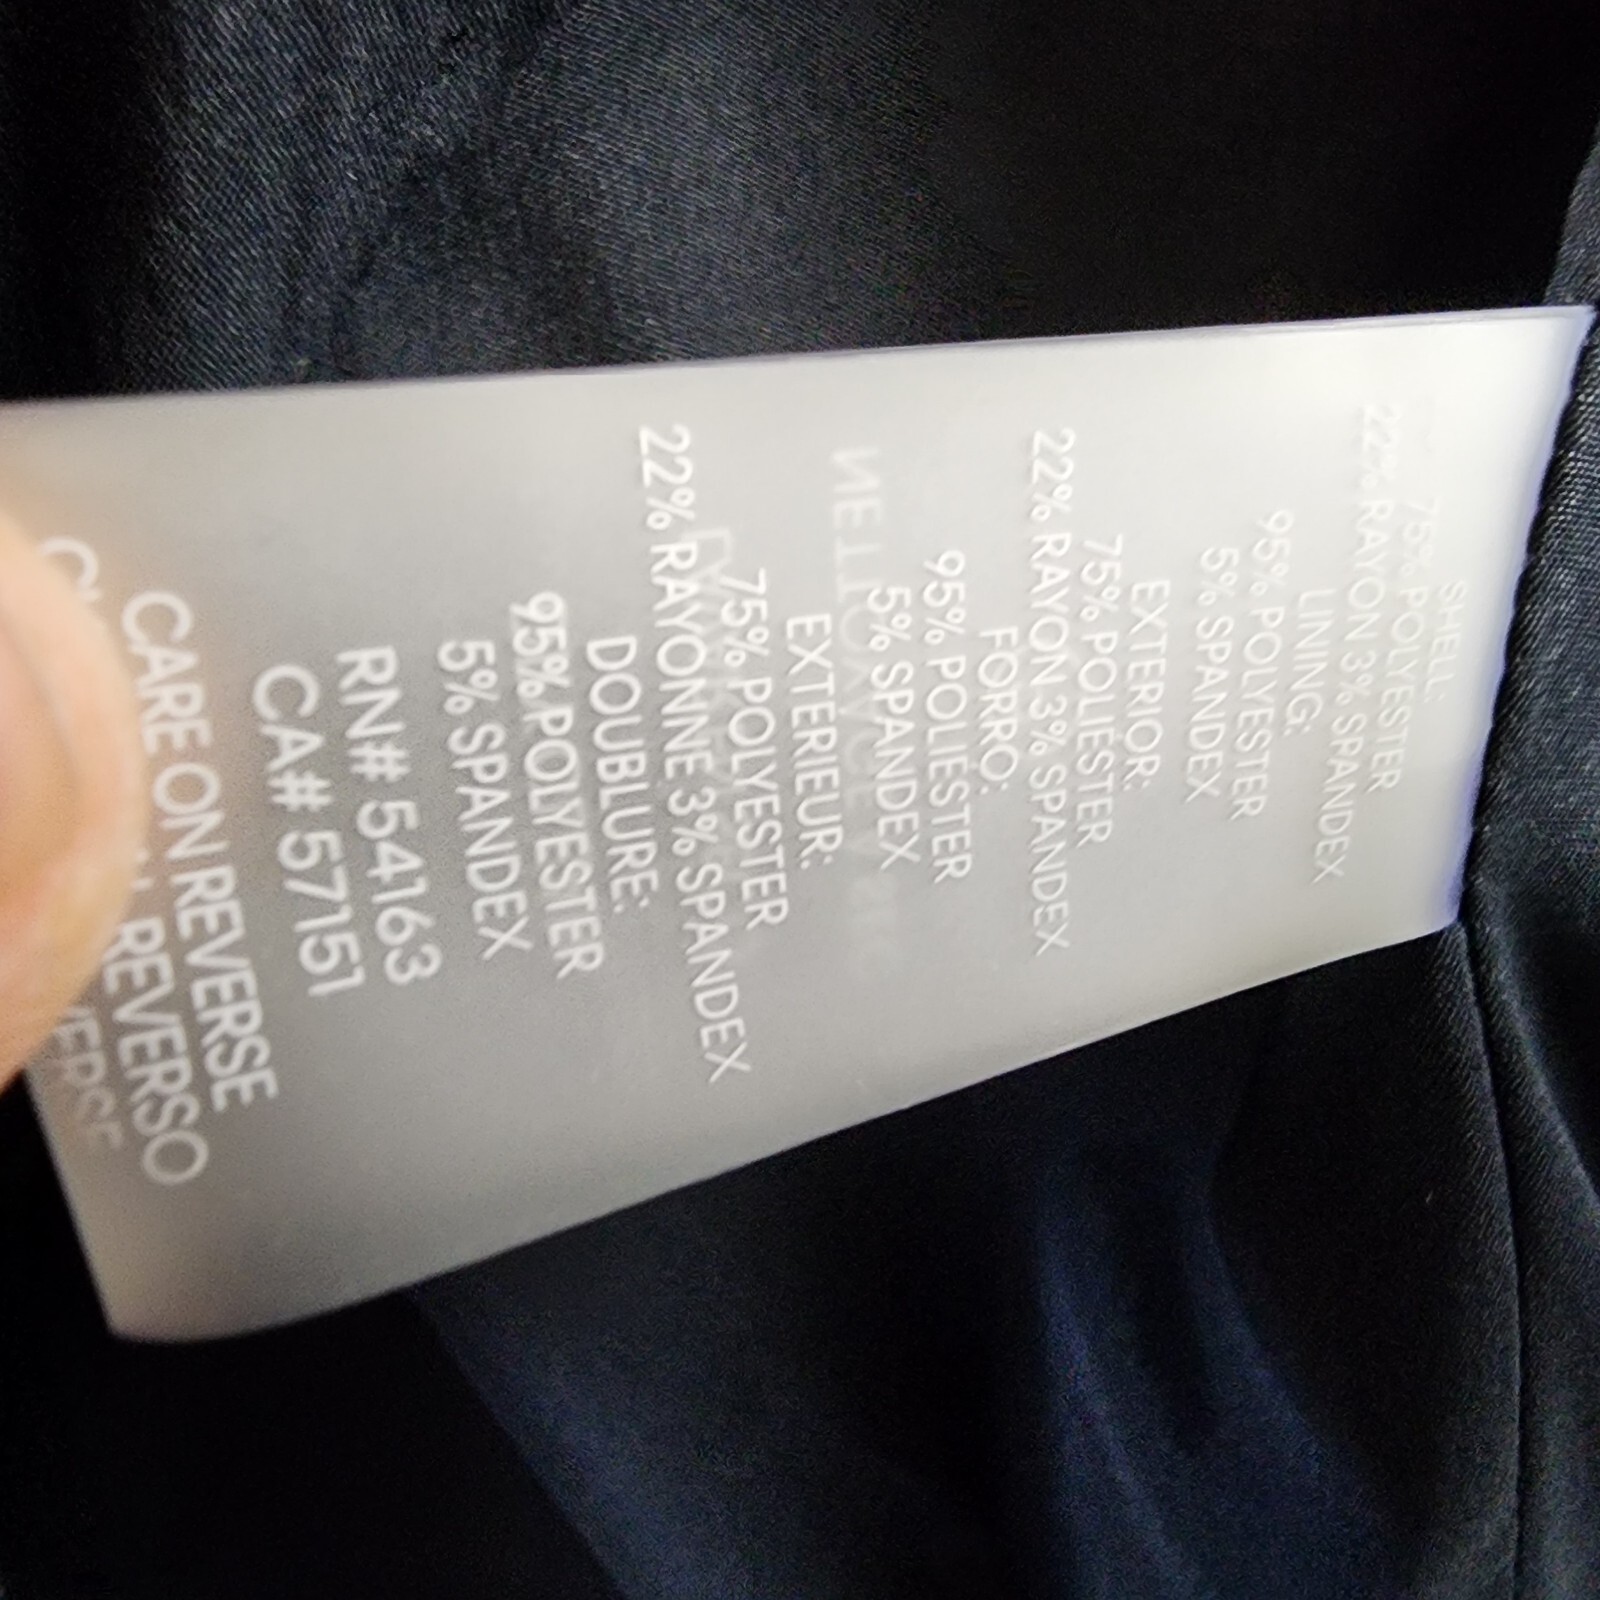 SHELL:
75% POLYESTER
22% RAYON 3% SPANDEX
LINING:
95% POLYESTER
5% SPANDEX
EXTERIOR:
75% POLIÉSTER
22% RAYON 3% SPANDEX
FORRO:
95% POLIÉSTER
5% SPANDEX
EXTERIEUR:
75% POLYESTER
22% RAYONNE 3% SPANDEX
DOUBLURE:
95% POLYESTER
5% SPANDEX
RN# 54163
CA# 57151
CARE ON REVERSE
REVERSO